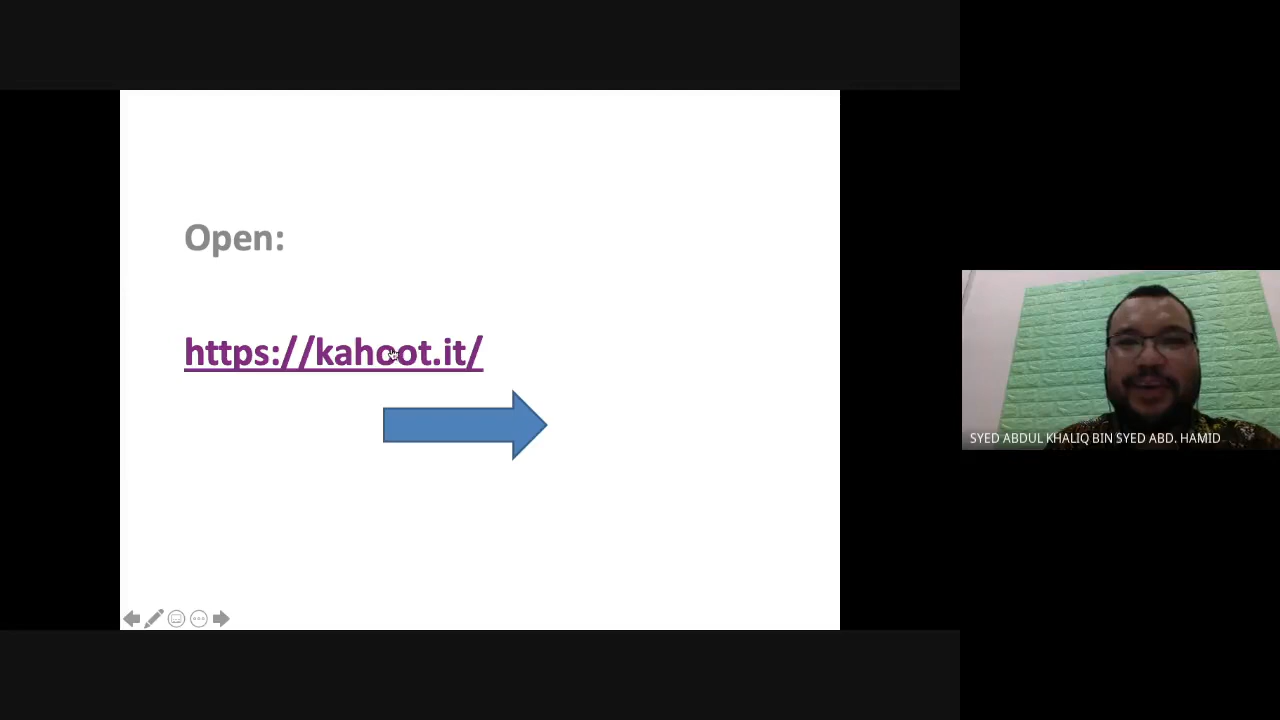 Open:
https://kahoot.it/
SYED ABDUL KHALIQ BIN SYED ABD. HAMID